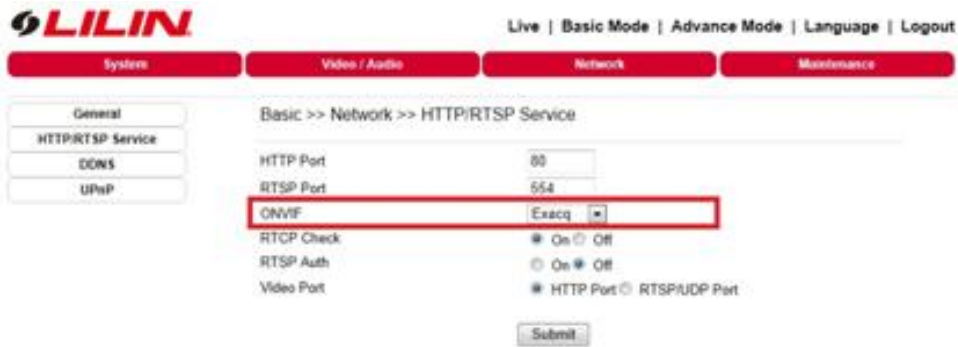 LILIN
Live | Basic Mode | Advance Mode | Language | Logout
System Video / Audio Network Maintenance
General
HTTP/RTSP Service
DDNS
UPnP
Basic >> Network >> HTTP/RTSP Service
HTTP Port 80
RTSP Port 554
ONVIF Exacq
RTCP Check On Off
RTSP Auth On Off
Video Port HTTP Port RTSP/UDP Port
Submit